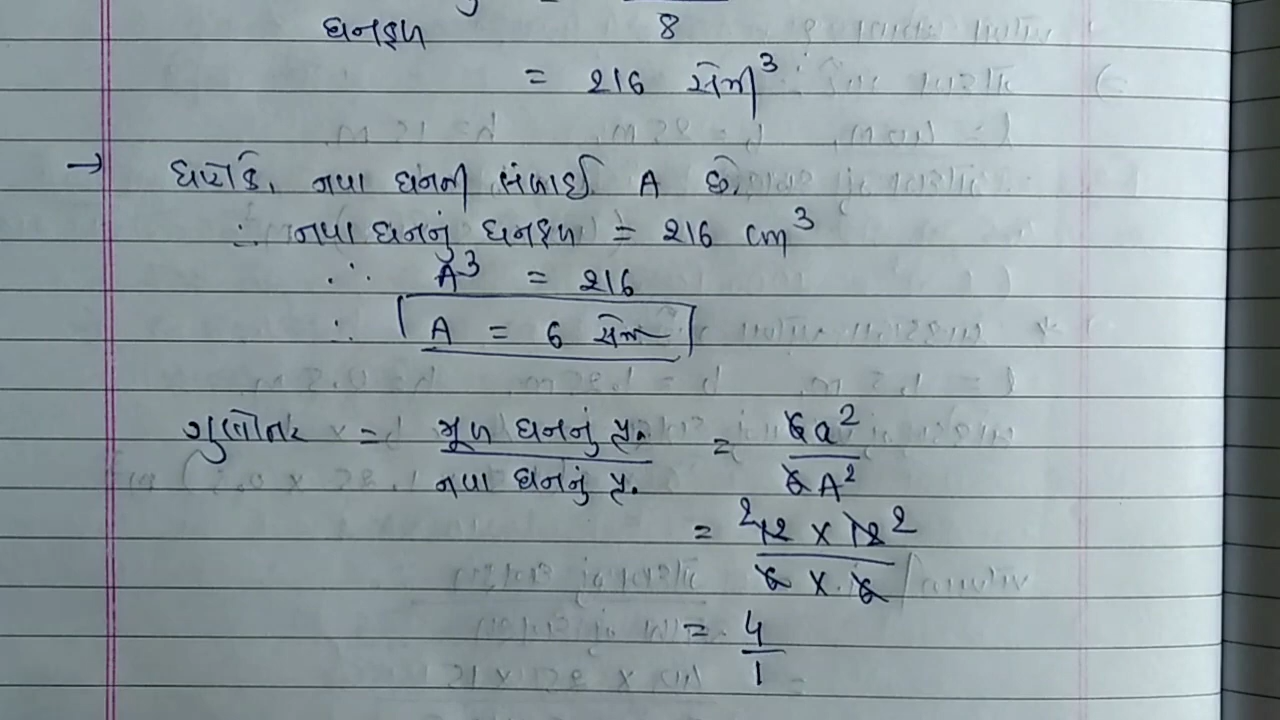 ઘનફળ 8
= 216 સેમી³
→ ધારોકે, નવા ઘનની લંબાઈ A છે.
∴ નવા ઘનનું ઘનફળ = 216 cm³
∴ A³ = 216
∴ A = 6 સેમી
ગુણોત્તર = મૂળ ઘનનું પૃ. / નવા ઘનનું પૃ. = 6a² / 6A²
= 12 × 12 / 6 × 6
= 4 / 1